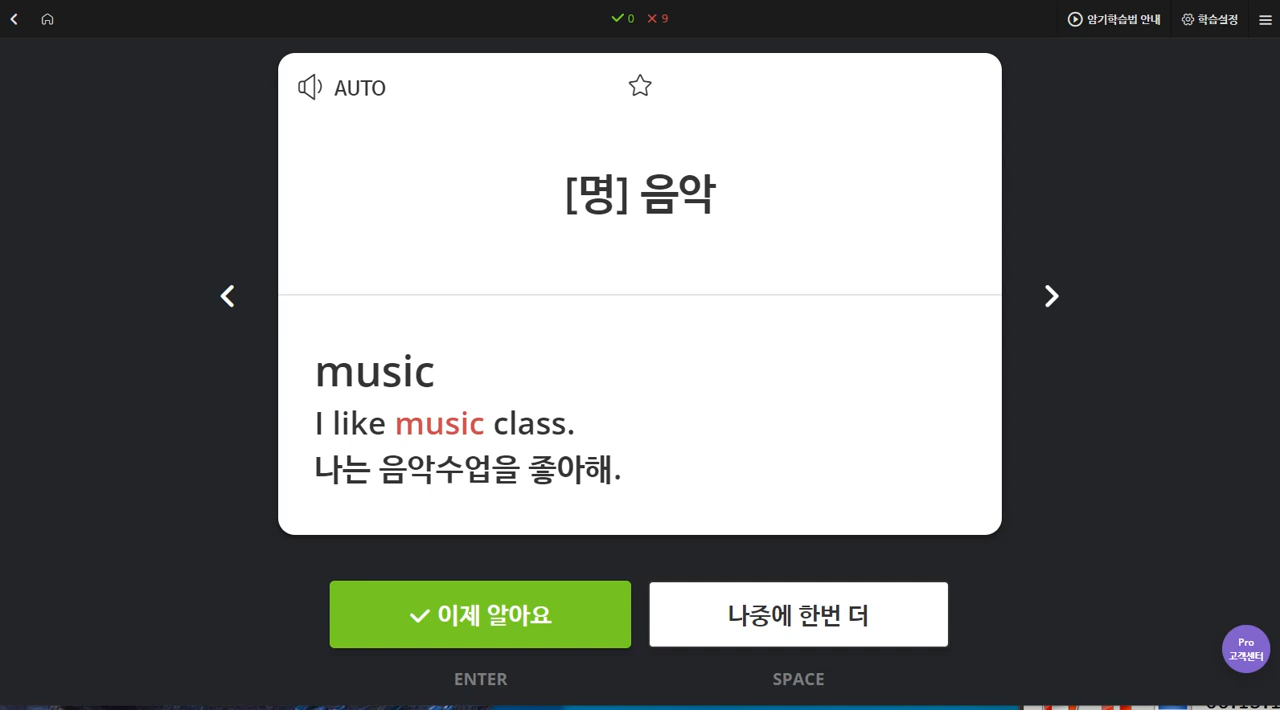 0 9 암기학습법 안내 학습설정
AUTO
[명] 음악
music
I like music class.
나는 음악수업을 좋아해.
이제 알아요 나중에 한번 더
Pro
고객센터
ENTER SPACE